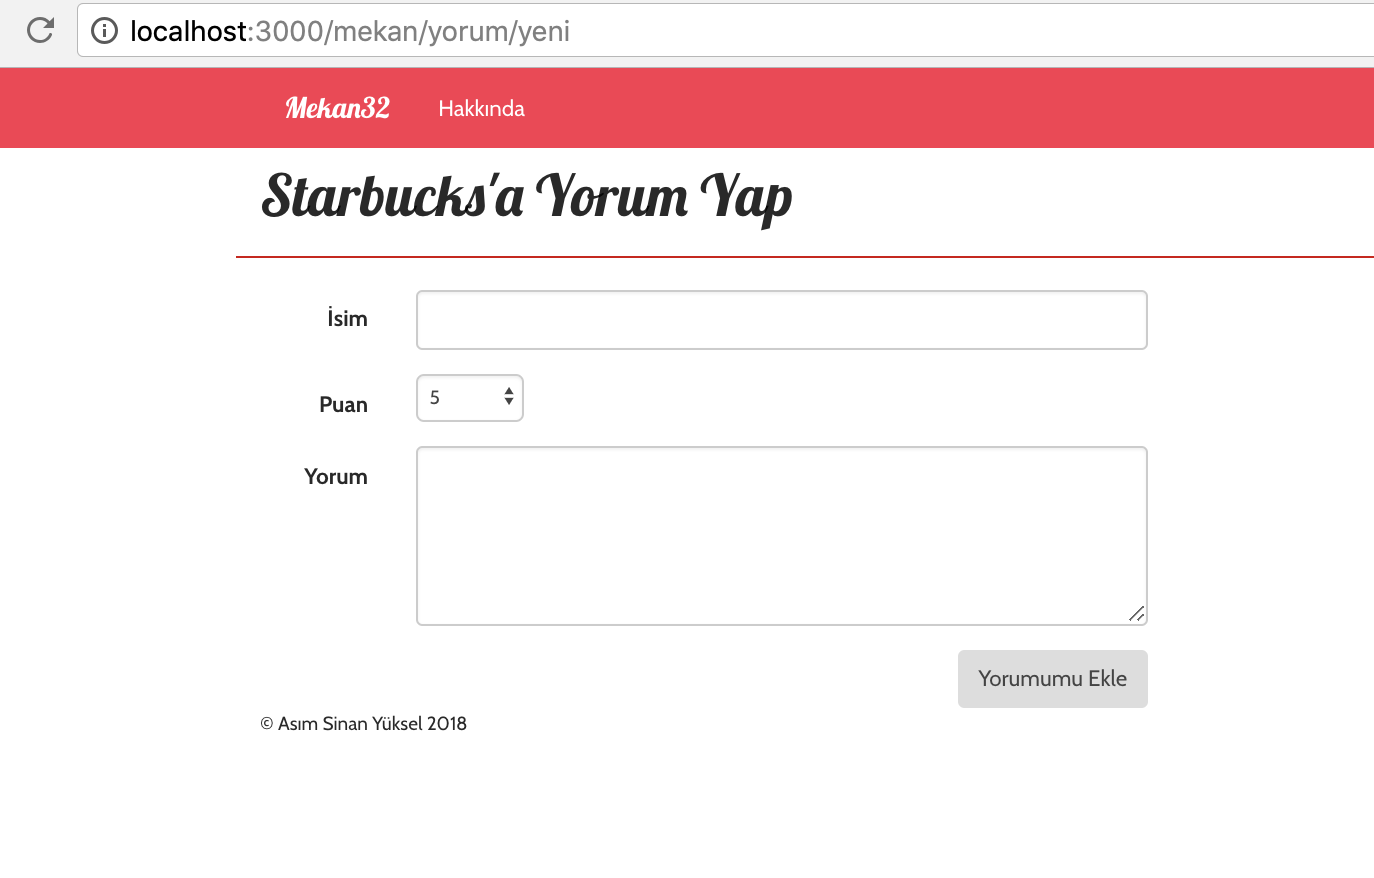 localhost:3000/mekan/yorum/yeni
Mekan32 Hakkında
Starbucks'a Yorum Yap
İsim
Puan 5
Yorum
Yorumumu Ekle
© Asım Sinan Yüksel 2018